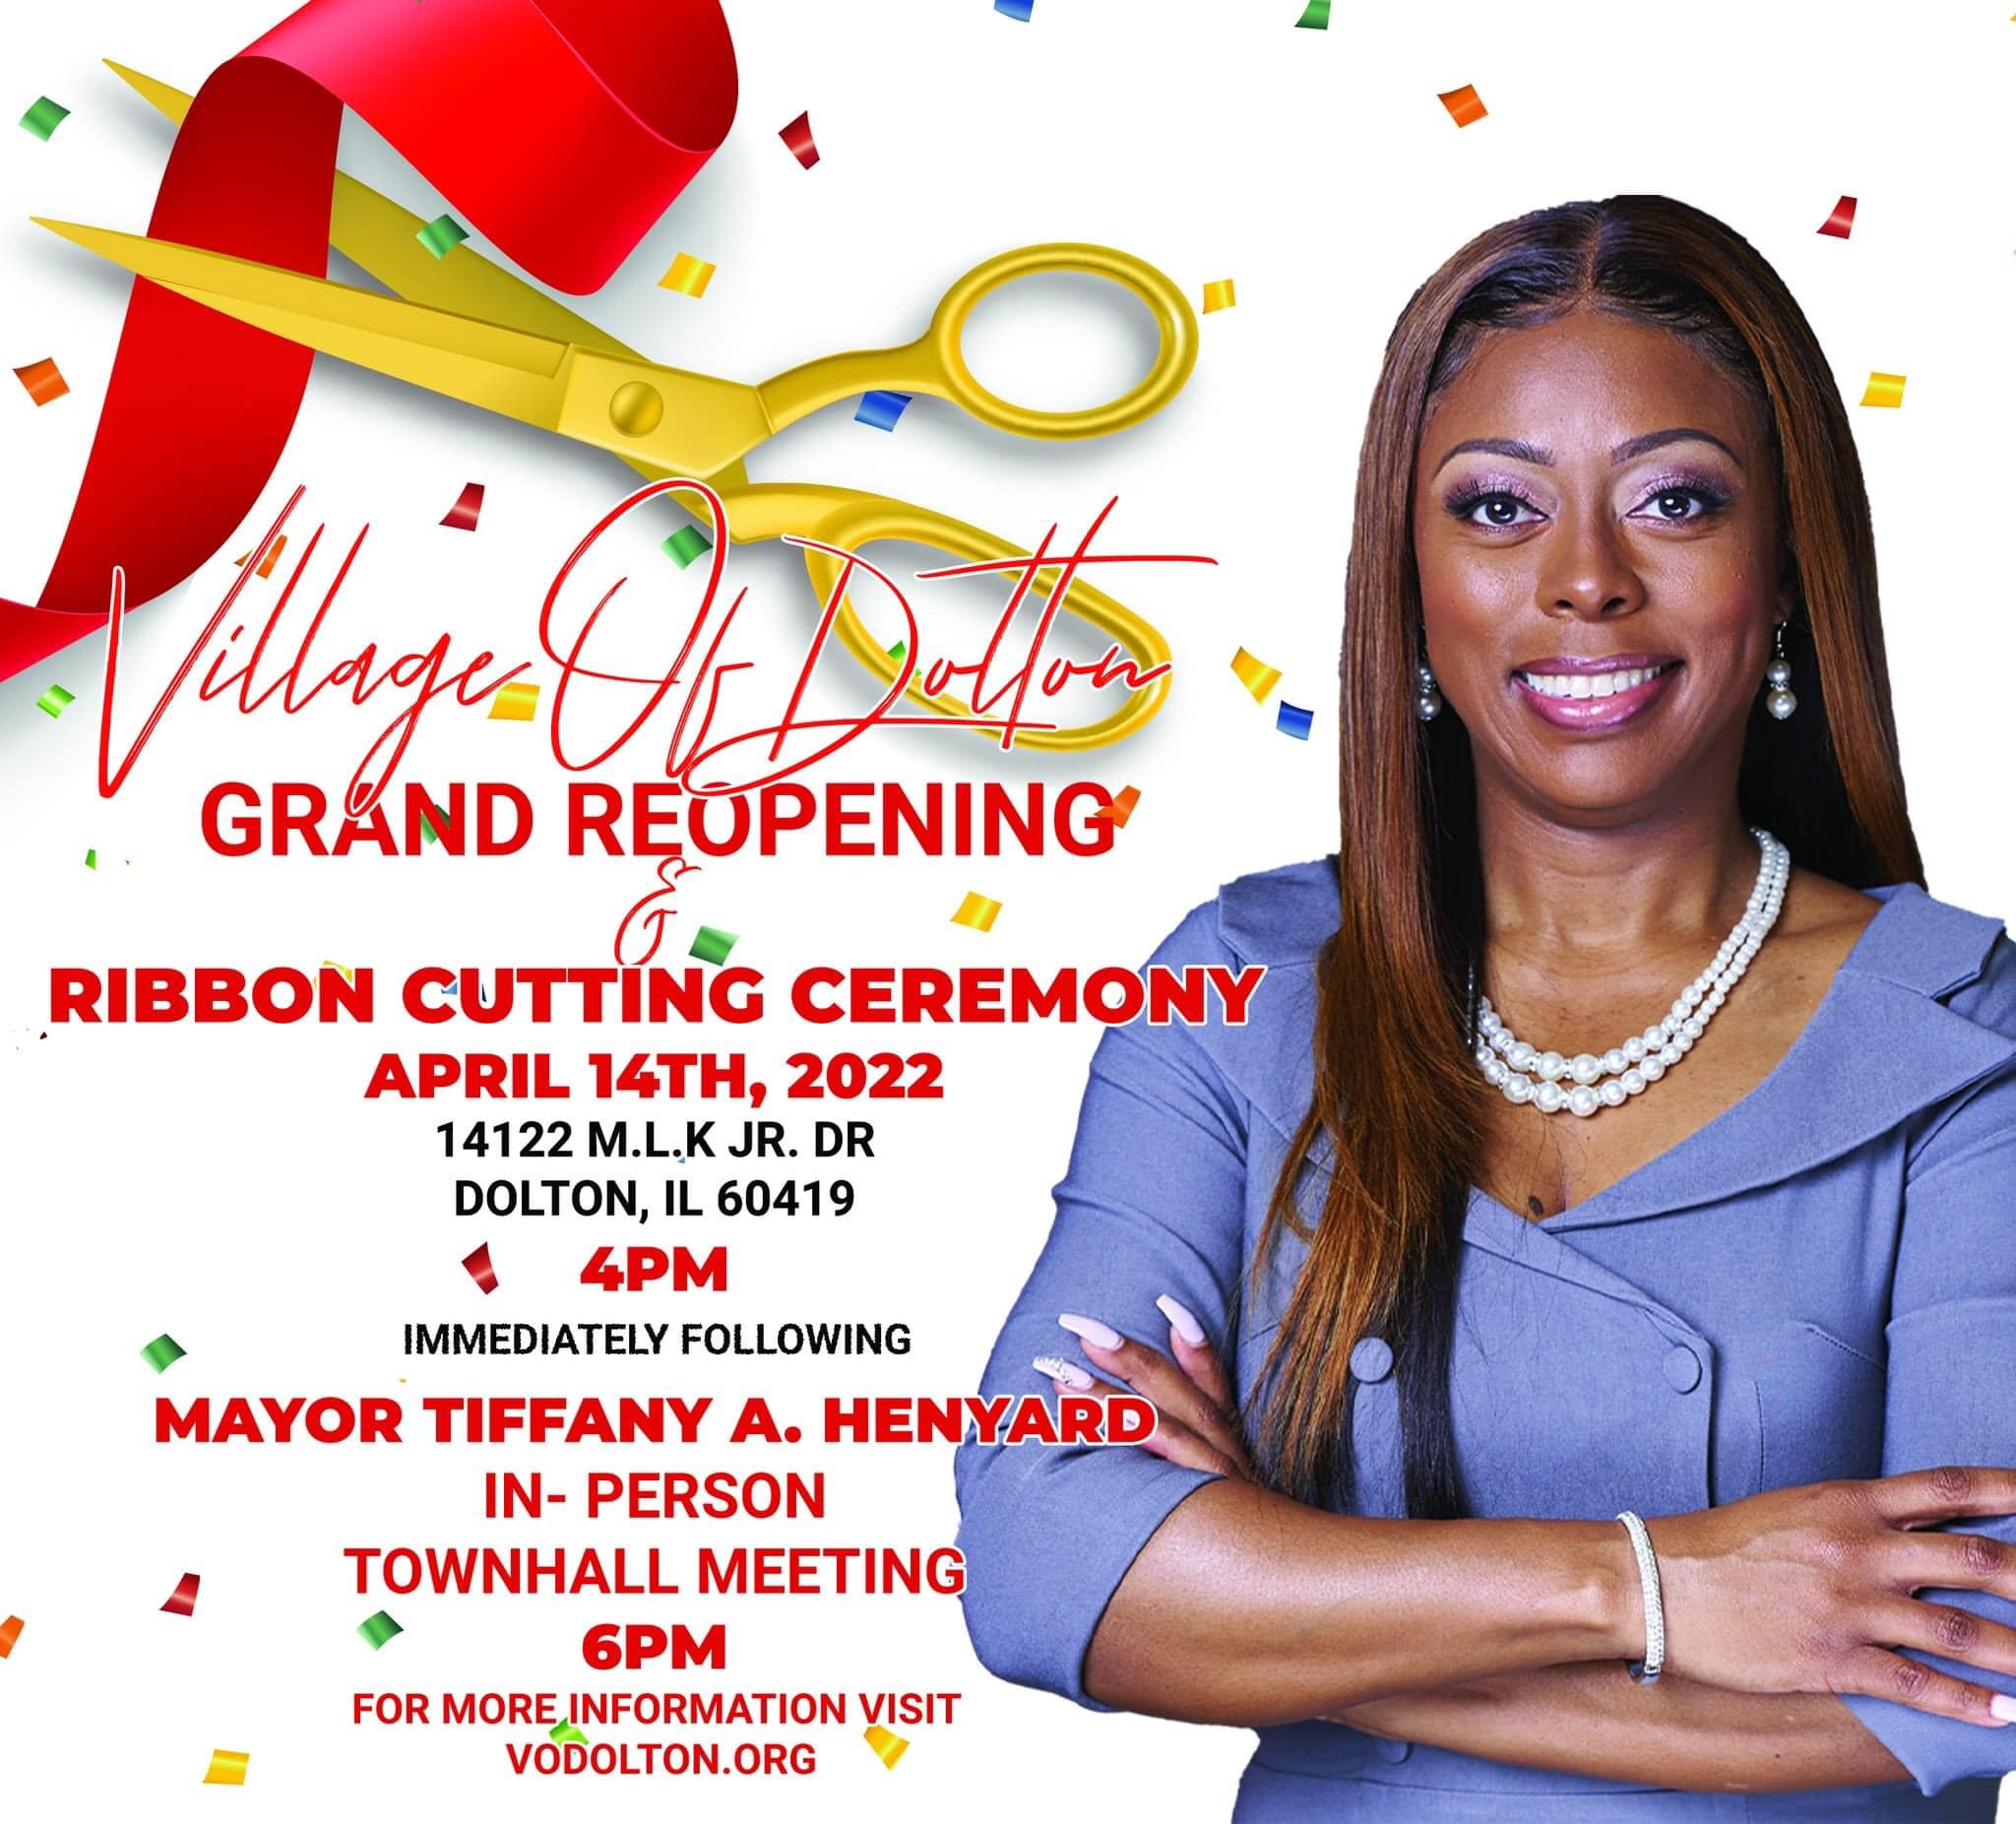 Village Of Dolton
GRAND REOPENING
&
RIBBON CUTTING CEREMONY
APRIL 14TH, 2022
14122 M.L.K JR. DR
DOLTON, IL 60419
4PM
IMMEDIATELY FOLLOWING
MAYOR TIFFANY A. HENYARD
IN- PERSON
TOWNHALL MEETING
6PM
FOR MORE INFORMATION VISIT
VODOLTON.ORG